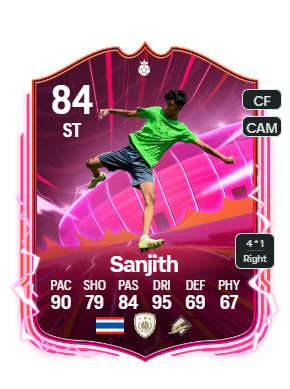 84
ST
CF
CAM
4*1
Right
Sanjith
PAC SHO PAS DRI DEF PHY
90 79 84 95 69 67